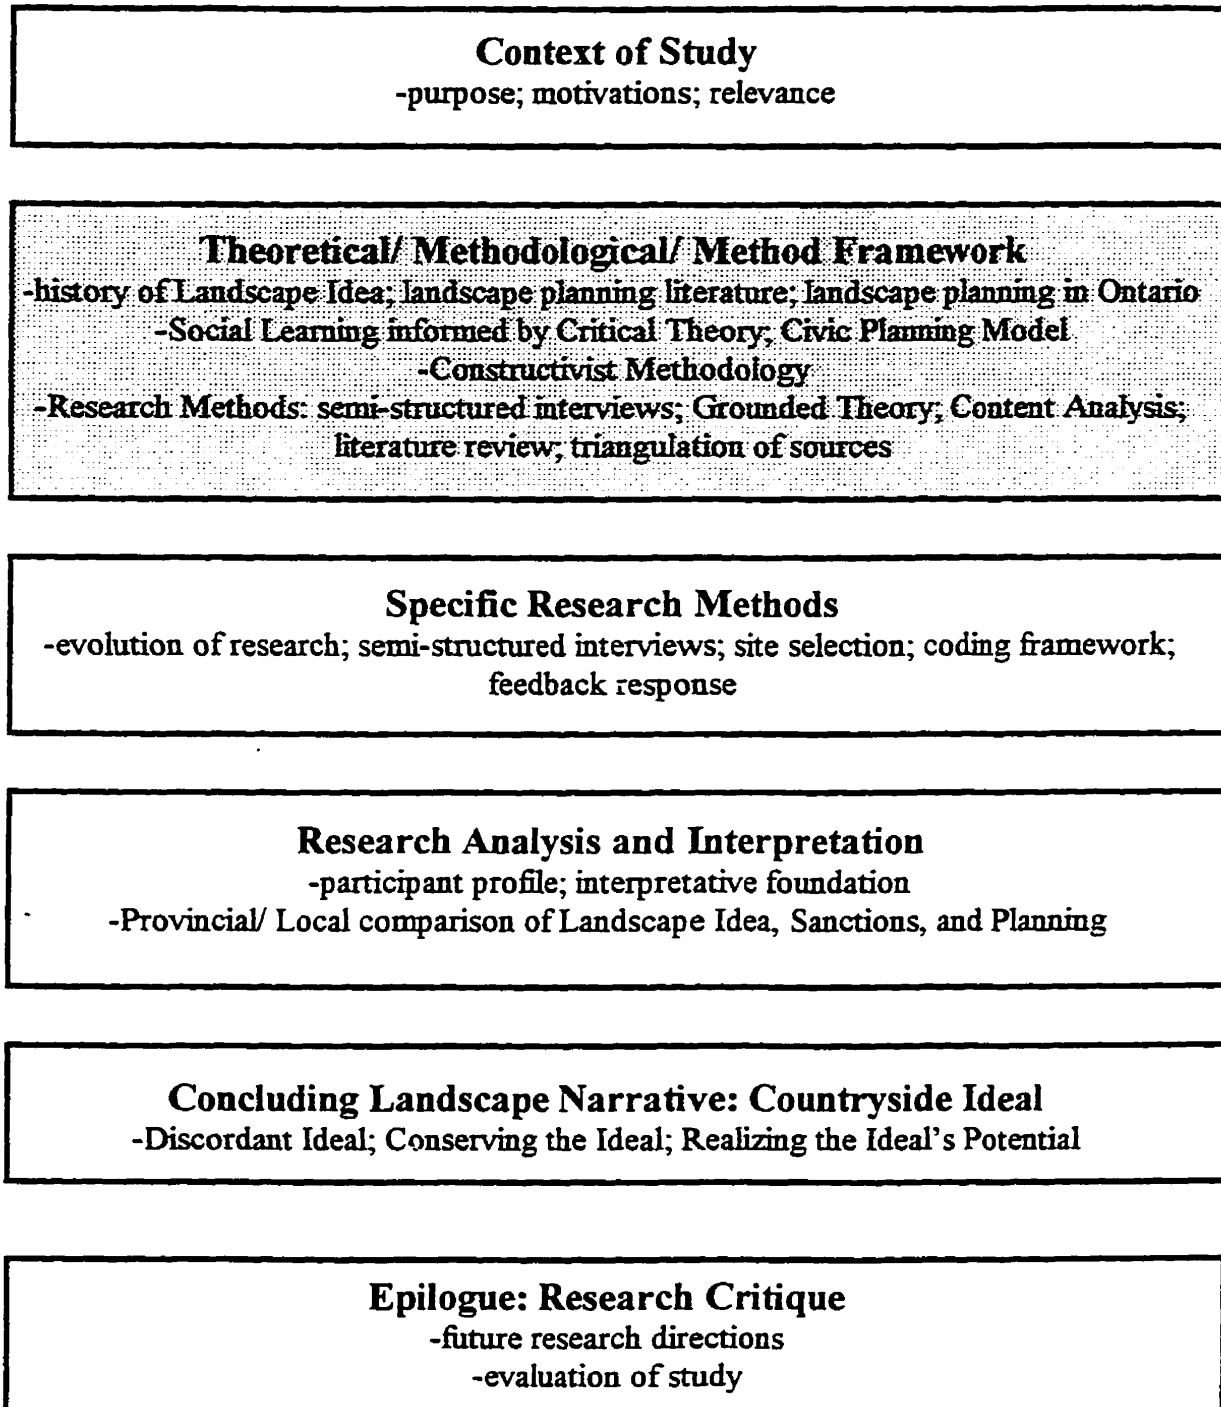 Context of Study
-purpose; motivations; relevance
Theoretical/ Methodological/ Method Framework
-history of Landscape Idea; landscape planning literature; landscape planning in Ontario
-Social Learning informed by Critical Theory; Civic Planning Model
-Constructivist Methodology
-Research Methods: semi-structured interviews; Grounded Theory; Content Analysis;
literature review; triangulation of sources
Specific Research Methods
-evolution of research; semi-structured interviews; site selection; coding framework;
feedback response
Research Analysis and Interpretation
-participant profile; interpretative foundation
-Provincial/ Local comparison of Landscape Idea, Sanctions, and Planning
Concluding Landscape Narrative: Countryside Ideal
-Discordant Ideal; Conserving the Ideal; Realizing the Ideal's Potential
Epilogue: Research Critique
-future research directions
-evaluation of study